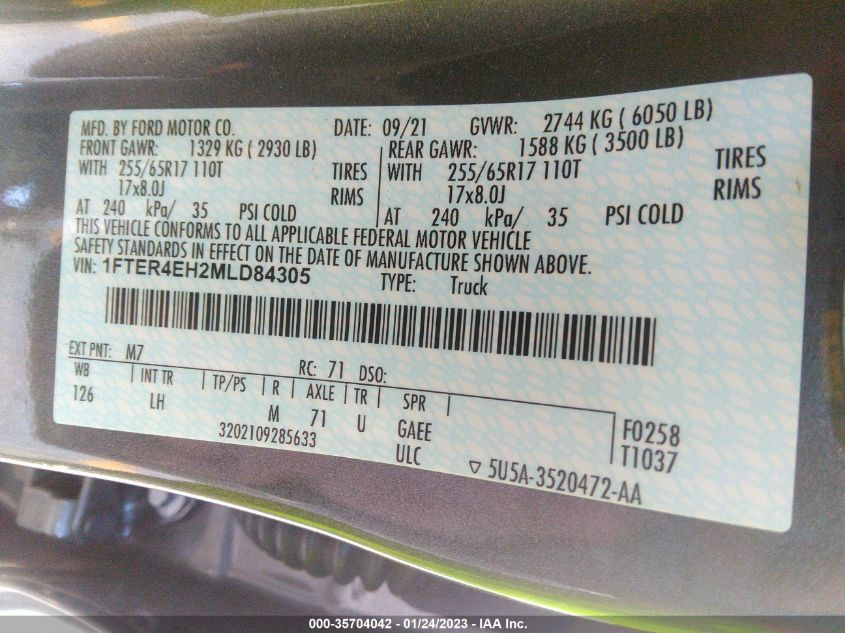 MFD. BY FORD MOTOR CO. DATE: 09/21 GVWR: 2744 KG ( 6050 LB)
FRONT GAWR: 1329 KG ( 2930 LB) REAR GAWR: 1588 KG ( 3500 LB)
WITH 255/65R17 110T TIRES WITH 255/65R17 110T TIRES
17x8.0J RIMS 17x8.0J RIMS
AT 240 kPa/ 35 PSI COLD AT 240 kPa/ 35 PSI COLD
THIS VEHICLE CONFORMS TO ALL APPLICABLE FEDERAL MOTOR VEHICLE
SAFETY STANDARDS IN EFFECT ON THE DATE OF MANUFACTURE SHOWN ABOVE.
VIN: 1FTER4EH2MLD84305 TYPE: Truck
EXT PNT: M7 RC: 71 DSO:
WB | INT TR | TP/PS | R | AXLE | TR | SPR |
126 LH M 71 U GAEE F0258
3202109285633 ULC T1037
▽ 5U5A-3520472-AA
000-35704042 - 01/24/2023 - IAA Inc.